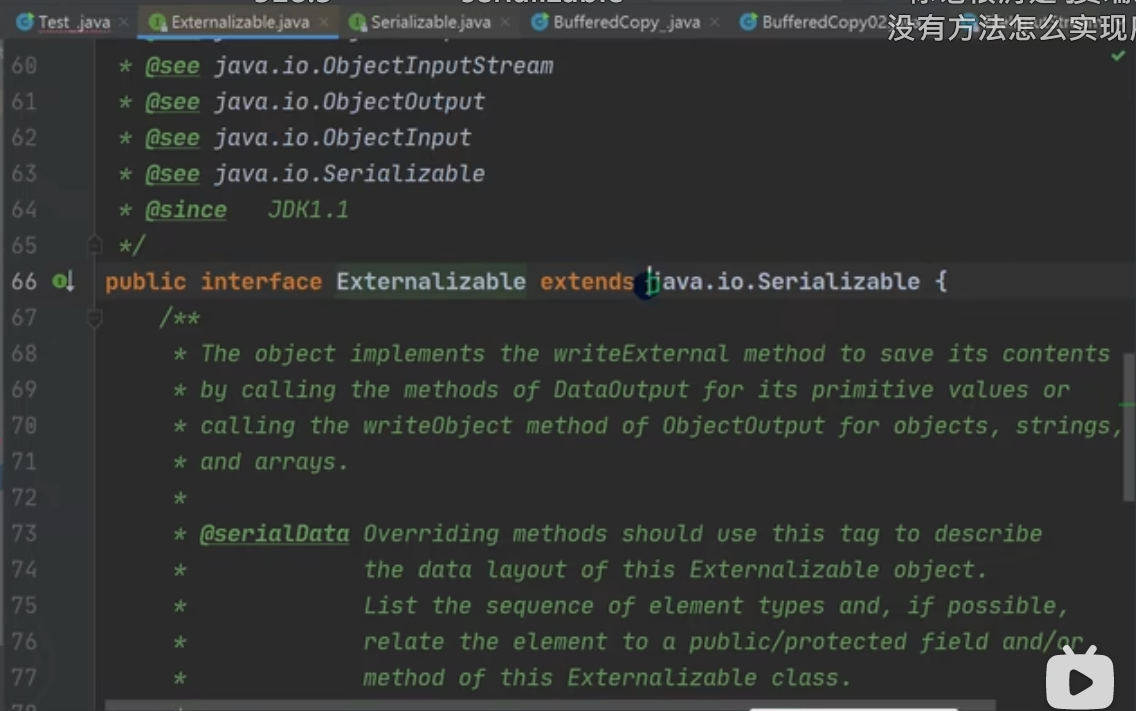 Test_.java Externalizable.java Serializable.java BufferedCopy_.java BufferedCopy02
没有方法怎么实现
60 * @see java.io.ObjectInputStream
61 * @see java.io.ObjectOutput
62 * @see java.io.ObjectInput
63 * @see java.io.Serializable
64 * @since JDK1.1
65 */
66 public interface Externalizable extends java.io.Serializable {
67 /**
68 * The object implements the writeExternal method to save its contents
69 * by calling the methods of DataOutput for its primitive values or
70 * calling the writeObject method of ObjectOutput for objects, strings,
71 * and arrays.
72 *
73 * @serialData Overriding methods should use this tag to describe
74 * the data layout of this Externalizable object.
75 * List the sequence of element types and, if possible,
76 * relate the element to a public/protected field and/or
77 * method of this Externalizable class.